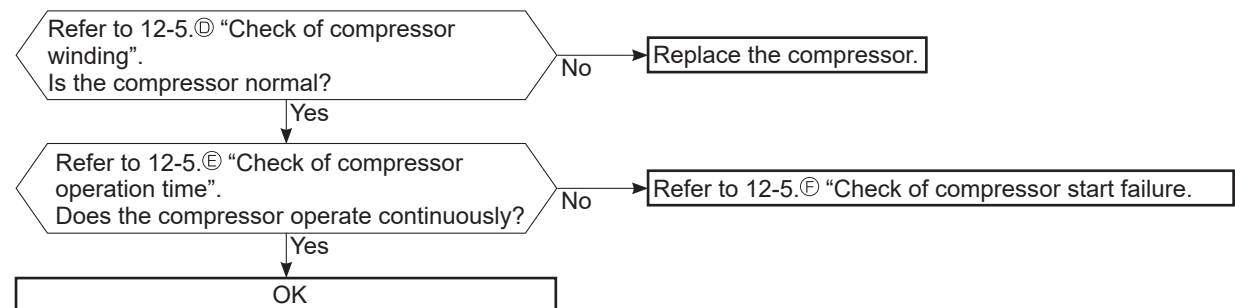 Refer to 12-5.Ⓓ “Check of compressor
winding”.
Is the compressor normal?
No
Replace the compressor.
Yes
Refer to 12-5.Ⓔ “Check of compressor
operation time”.
Does the compressor operate continuously?
No
Refer to 12-5.Ⓕ “Check of compressor start failure.
Yes
OK